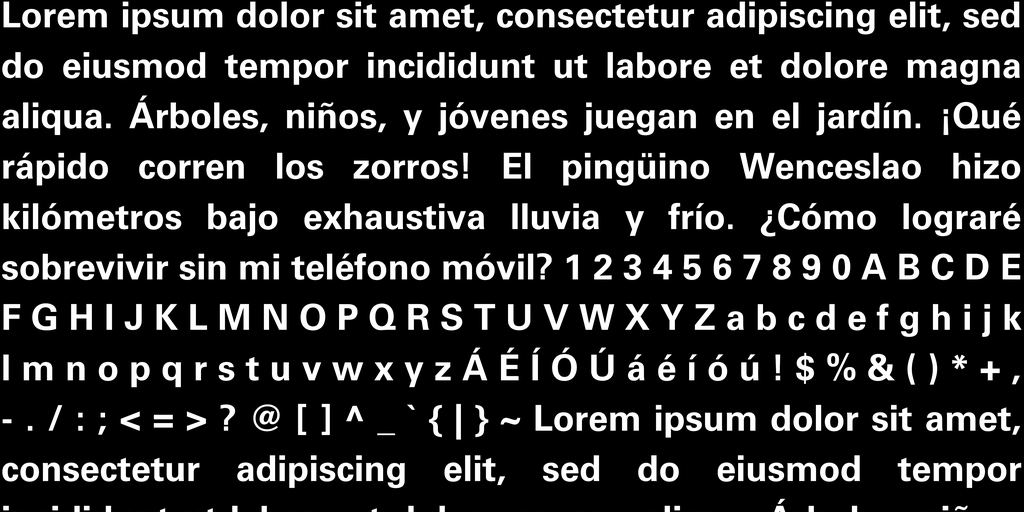 Lorem ipsum dolor sit amet, consectetur adipiscing elit, sed
do eiusmod tempor incididunt ut labore et dolore magna
aliqua. Árboles, niños, y jóvenes juegan en el jardín. ¡Qué
rápido corren los zorros! El pingüino Wenceslao hizo
kilómetros bajo exhaustiva lluvia y frío. ¿Cómo lograré
sobrevivir sin mi teléfono móvil? 1 2 3 4 5 6 7 8 9 0 A B C D E
F G H I J K L M N O P Q R S T U V W X Y Z a b c d e f g h i j k
l m n o p q r s t u v w x y z Á É Í Ó Ú á é í ó ú ! $ % & ( ) * + ,
- . / : ; < = > ? @ [ ] ^ _ ` { | } ~ Lorem ipsum dolor sit amet,
consectetur adipiscing elit, sed do eiusmod tempor